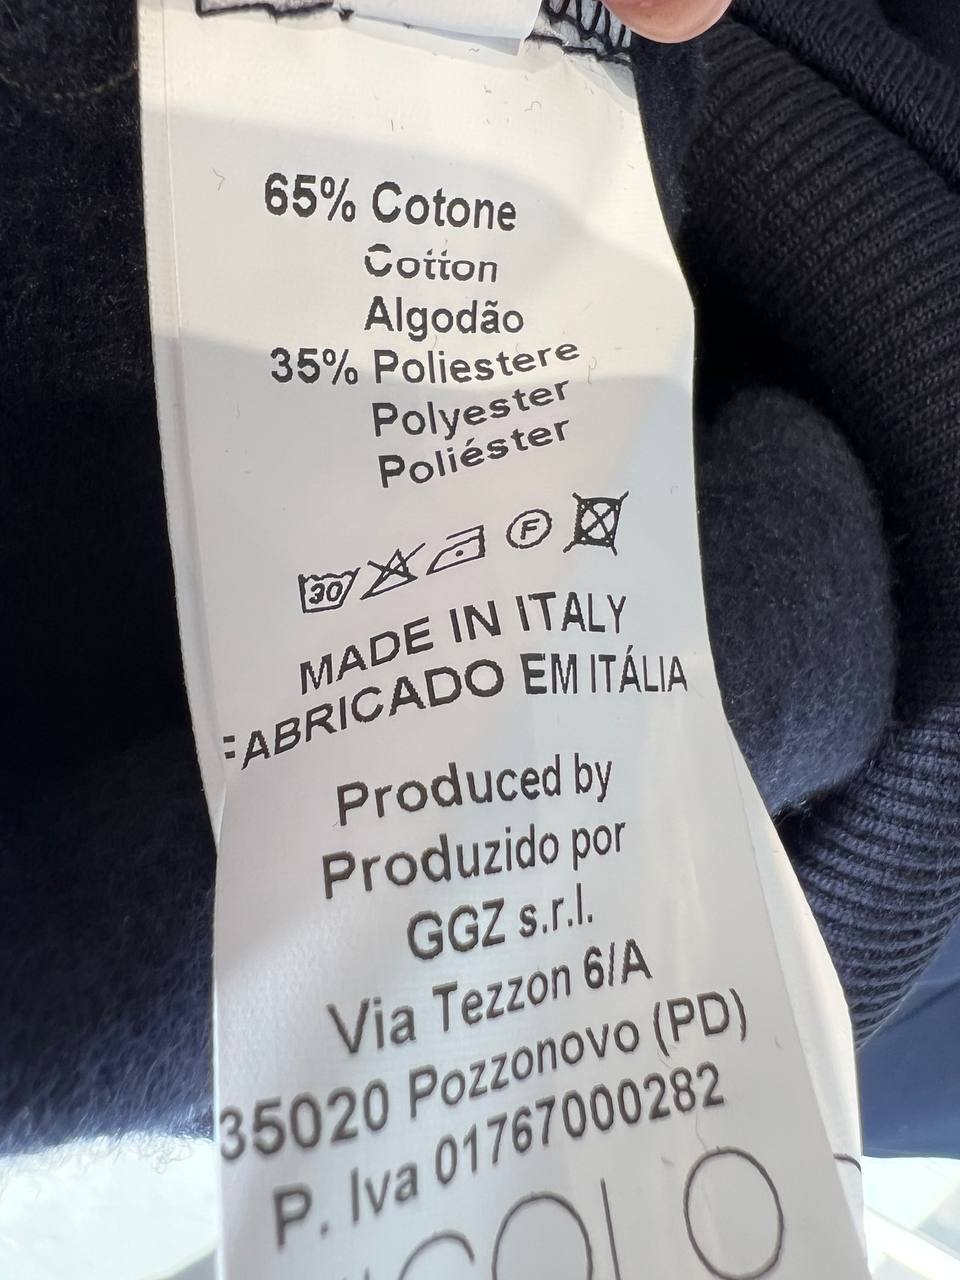 65% Cotone
Cotton
Algodão
35% Poliestere
Polyester
Poliéster
30 F
MADE IN ITALY
FABRICADO EM ITÁLIA
Produced by
Produzido por
GGZ s.r.l.
Via Tezzon 6/A
35020 Pozzonovo (PD)
P. Iva 01767000282